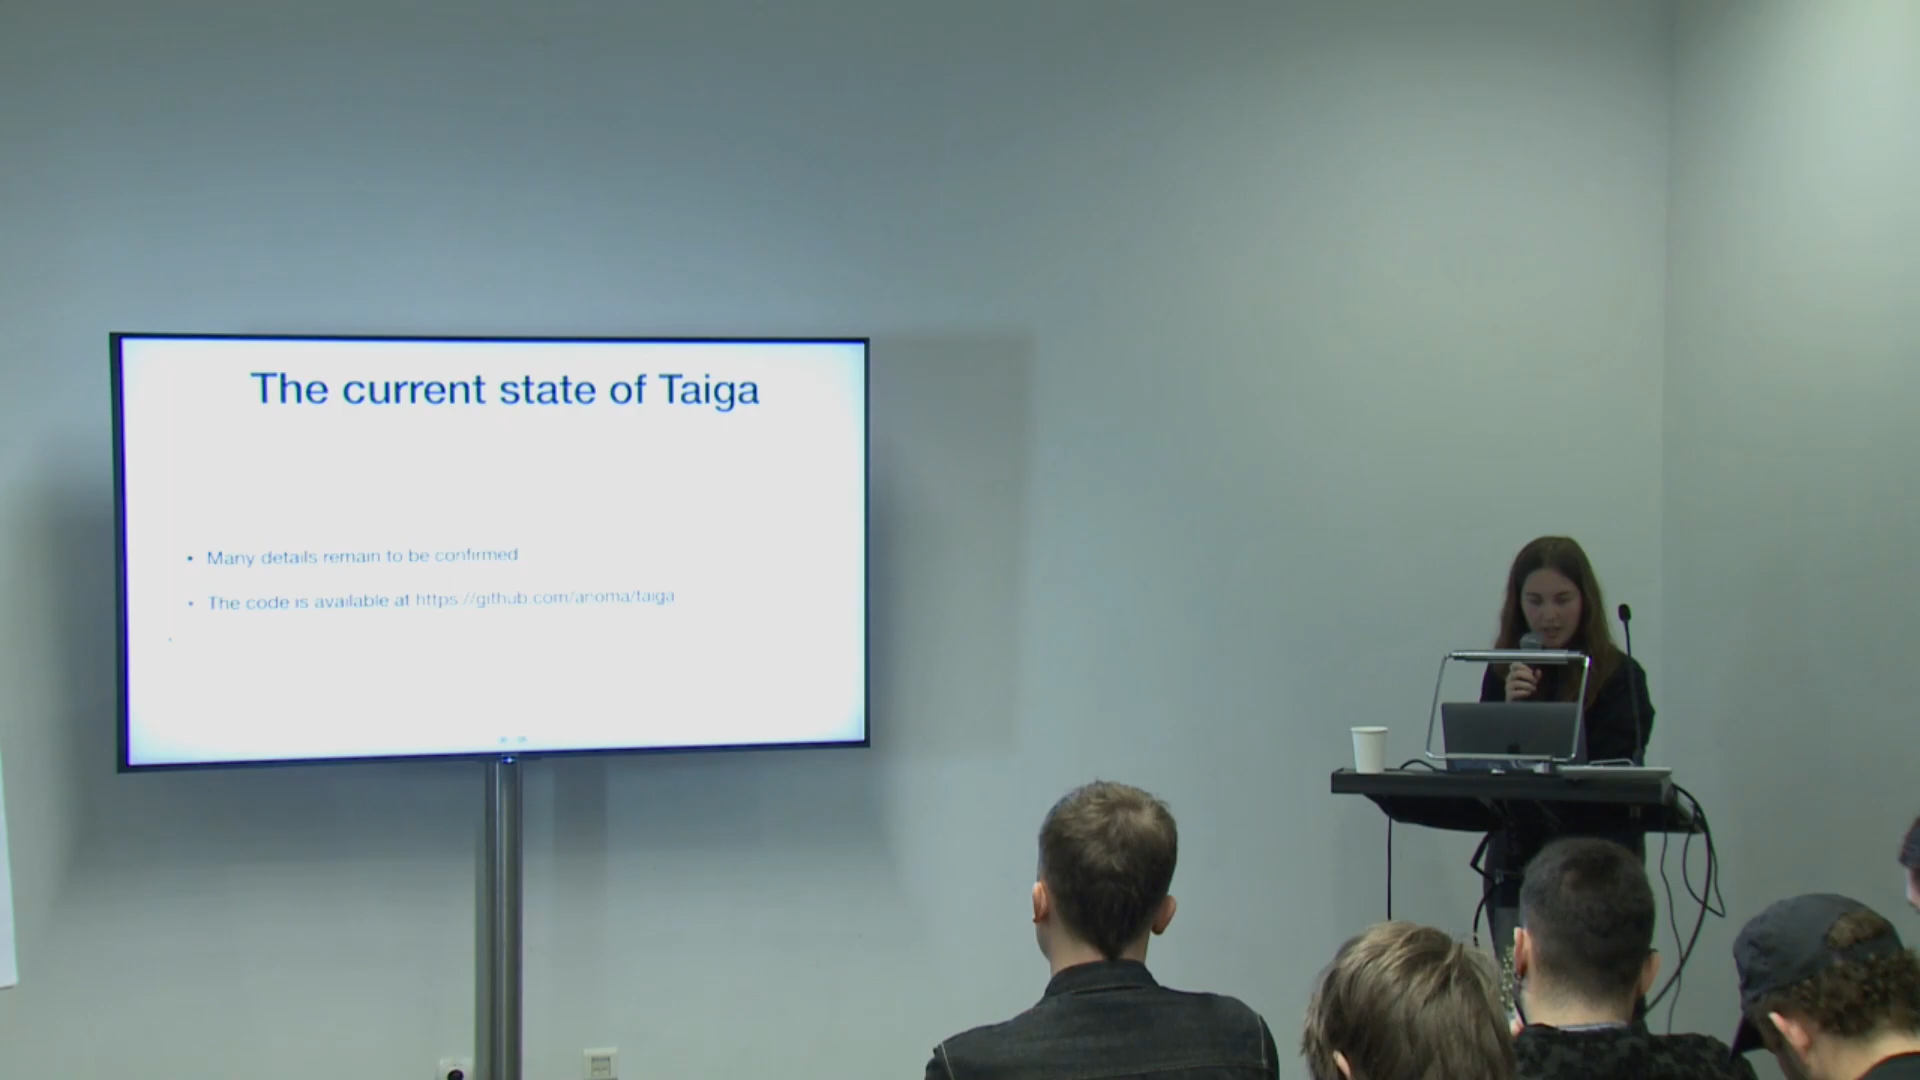 The current state of Taiga
• Many details remain to be confirmed
• The code is available at https://github.com/anoma/taiga